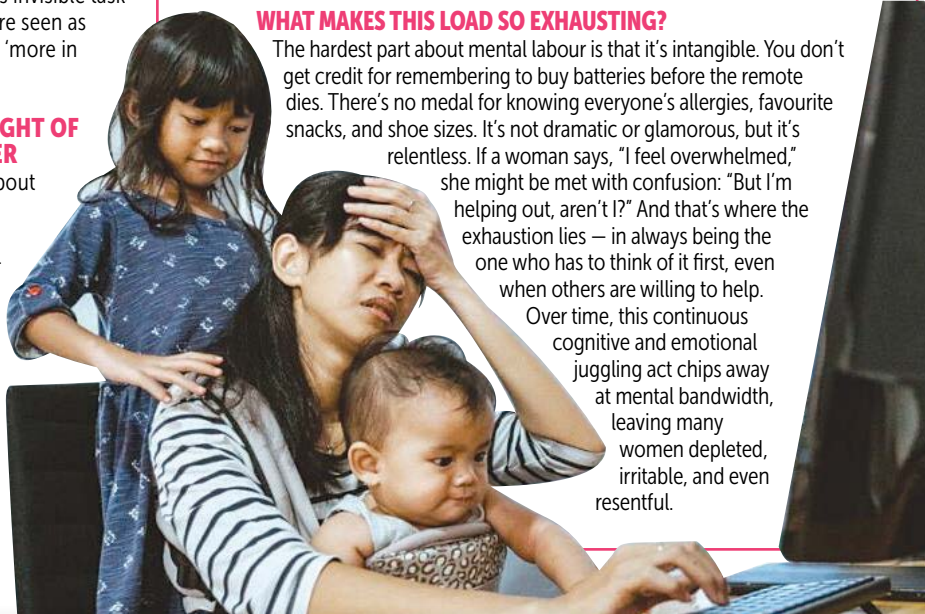 s invisible task
re seen as
‘more in
GHT OF
ER
bout
WHAT MAKES THIS LOAD SO EXHAUSTING?
The hardest part about mental labour is that it’s intangible. You don’t
get credit for remembering to buy batteries before the remote
dies. There’s no medal for knowing everyone’s allergies, favourite
snacks, and shoe sizes. It’s not dramatic or glamorous, but it’s
relentless. If a woman says, “I feel overwhelmed,”
she might be met with confusion: “But I’m
helping out, aren’t I?” And that’s where the
exhaustion lies — in always being the
one who has to think of it first, even
when others are willing to help.
Over time, this continuous
cognitive and emotional
juggling act chips away
at mental bandwidth,
leaving many
women depleted,
irritable, and even
resentful.